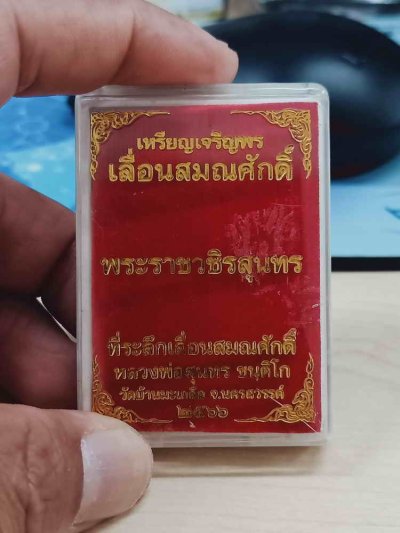 เหรียญเจริญพร
เลื่อนสมณศักดิ์
พระราชวชิรสุนทร
ที่ระลึกเลื่อนสมณศักดิ์
หลวงพ่อสุนทร ขนฺติโก
วัดบ้านมะเกลือ จ.นครสวรรค์
๒๕๖๖